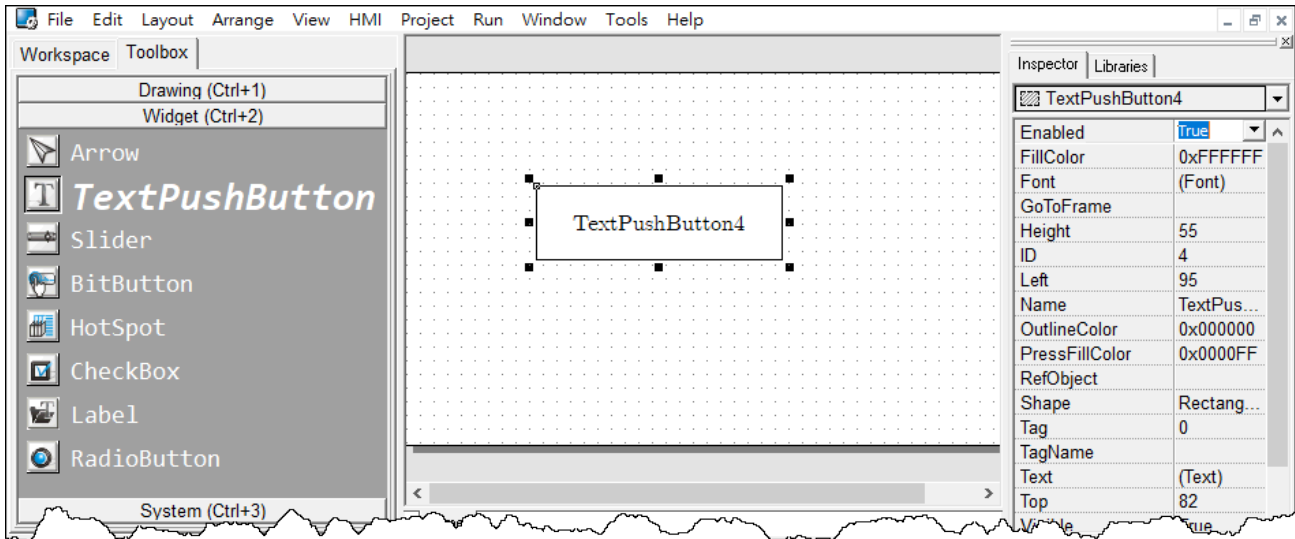 File Edit Layout Arrange View HMI Project Run Window Tools Help
Workspace Toolbox
Drawing (Ctrl+1)
Widget (Ctrl+2)
Arrow
TextPushButton
Slider
BitButton
HotSpot
CheckBox
Label
RadioButton
System (Ctrl+3)
TextPushButton4
Inspector Libraries
TextPushButton4
Enabled True
FillColor 0xFFFFFF
Font (Font)
GoToFrame
Height 55
ID 4
Left 95
Name TextPus...
OutlineColor 0x000000
PressFillColor 0x0000FF
RefObject
Shape Rectang...
Tag 0
TagName
Text (Text)
Top 82
Visible True